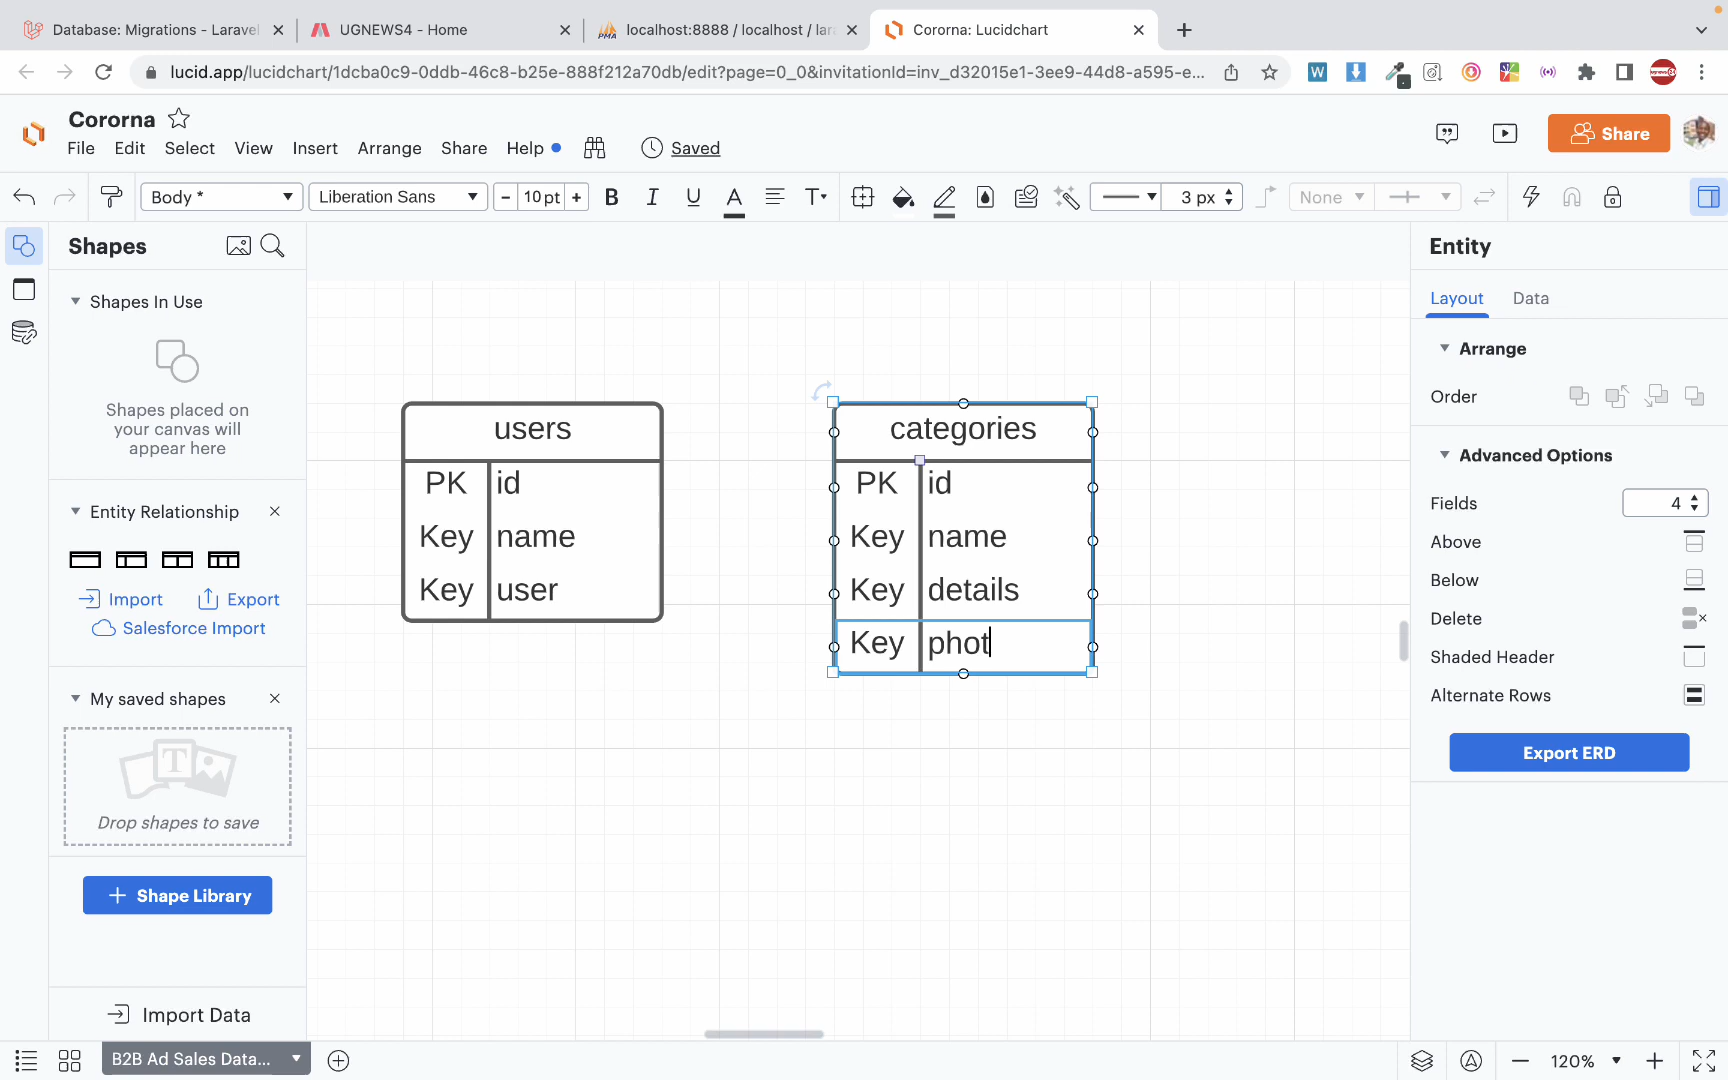 Database: Migrations - Laravel
UGNEWS4 - Home
localhost:8888 / localhost / lar
Cororna: Lucidchart
lucid.app/lucidchart/1dcba0c9-0ddb-46c8-b25e-888f212a70db/edit?page=0_0&invitationId=inv_d32015e1-3ee9-44d8-a595-e...
Cororna
File Edit Select View Insert Arrange Share Help Saved
Share
Body *
Liberation Sans
10 pt
B I U A T
3 px
None
Shapes
Shapes In Use
Shapes placed on
your canvas will
appear here
Entity Relationship
Import
Export
Salesforce Import
My saved shapes
T
Drop shapes to save
+ Shape Library
Import Data
users
PK id
Key name
Key user
categories
PK id
Key name
Key details
Key phot
Entity
Layout Data
Arrange
Order
Advanced Options
Fields 4
Above
Below
Delete
Shaded Header
Alternate Rows
Export ERD
B2B Ad Sales Data...
120%